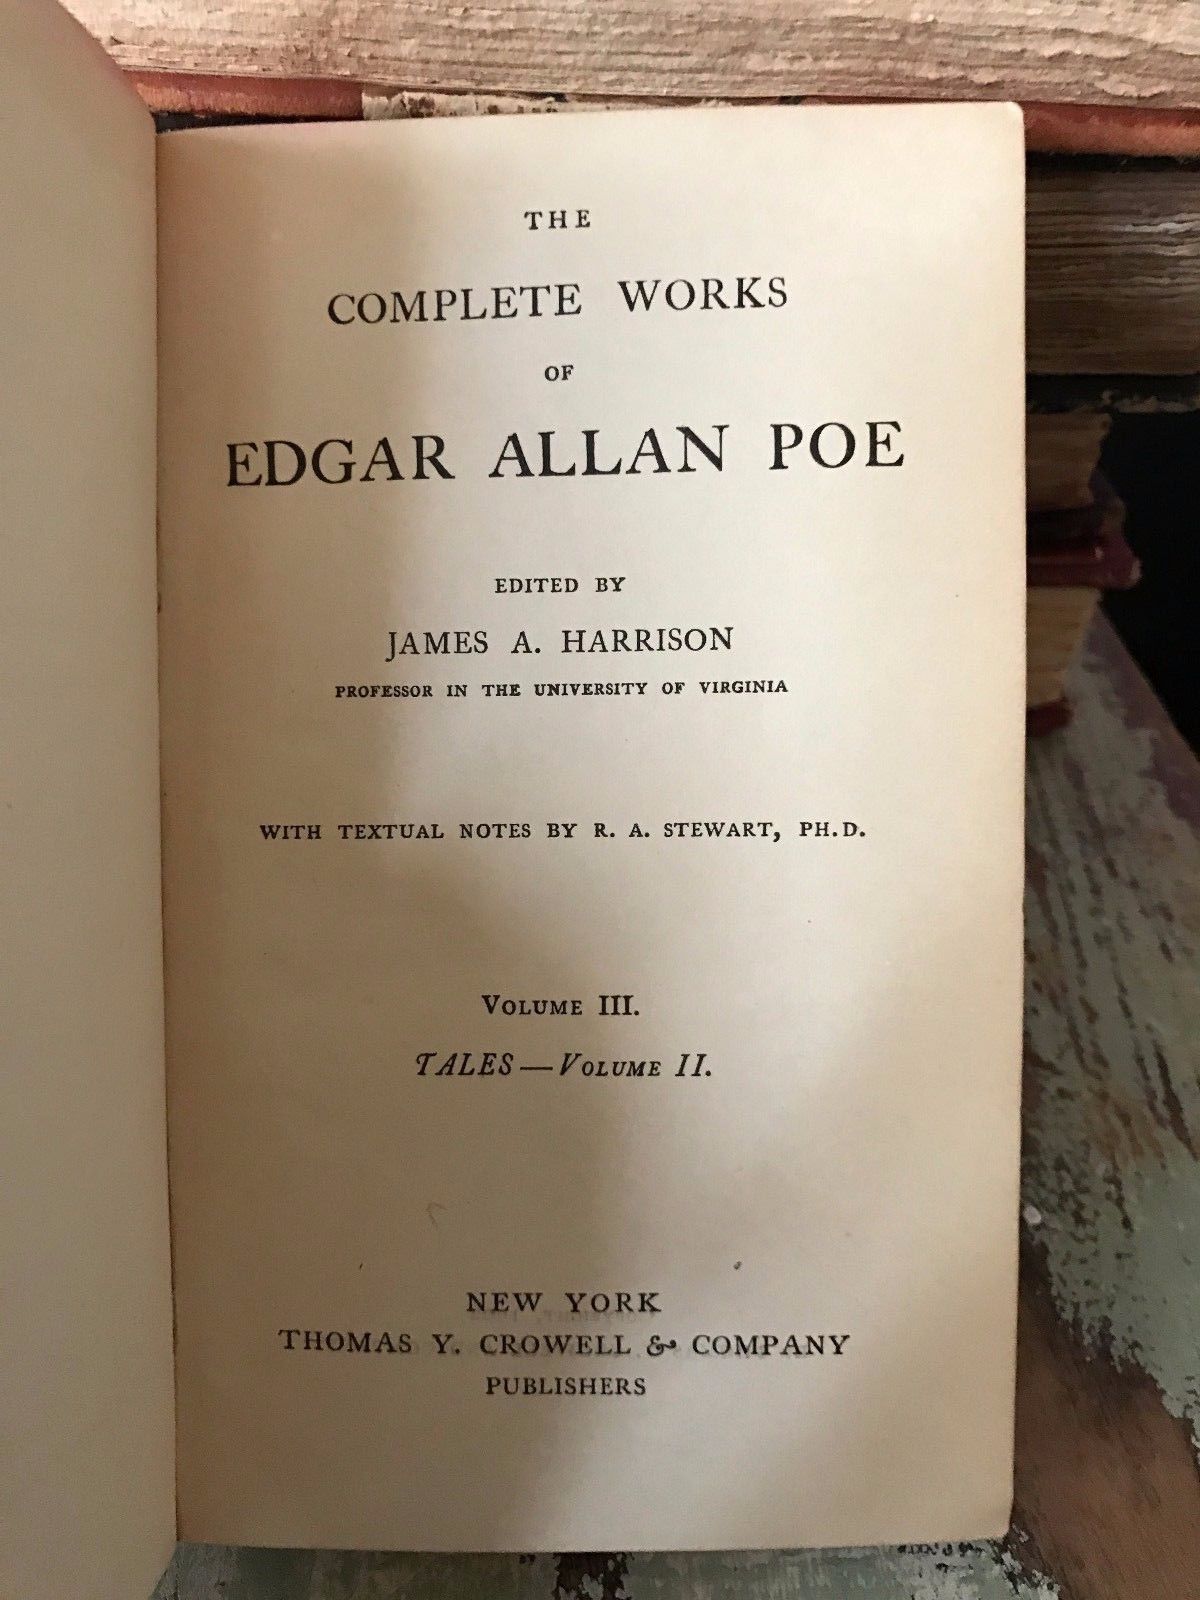 THE
COMPLETE WORKS
OF
EDGAR ALLAN POE
EDITED BY
JAMES A. HARRISON
PROFESSOR IN THE UNIVERSITY OF VIRGINIA
WITH TEXTUAL NOTES BY R. A. STEWART, PH.D.
VOLUME III.
TALES—VOLUME II.
NEW YORK
THOMAS Y. CROWELL & COMPANY
PUBLISHERS